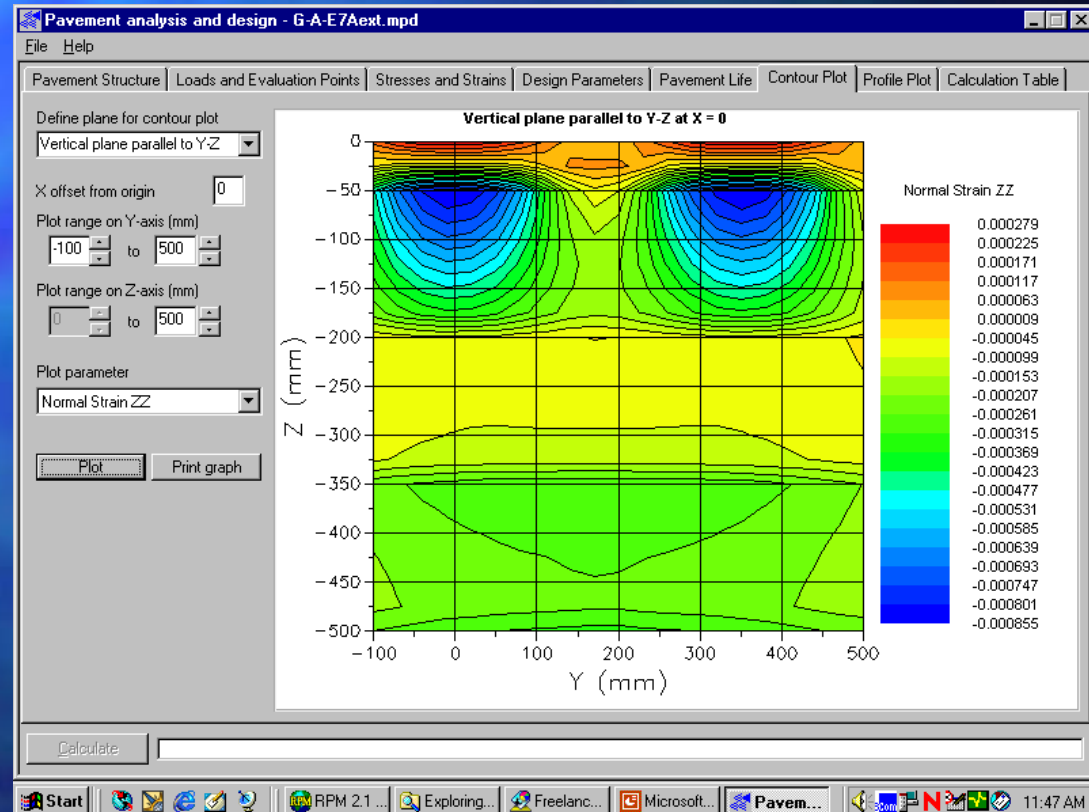 Pavement analysis and design - G-A-E7Aext.mpd
File Help
Pavement Structure Loads and Evaluation Points Stresses and Strains Design Parameters Pavement Life Contour Plot Profile Plot Calculation Table
Define plane for contour plot
Vertical plane parallel to Y-Z
X offset from origin 0
Plot range on Y-axis (mm)
-100 to 500
Plot range on Z-axis (mm)
0 to 500
Plot parameter
Normal Strain ZZ
Plot Print graph
Vertical plane parallel to Y-Z at X = 0
0
-50
-100
-150
-200
-250
-300
-350
-400
-450
-500
Z (mm)
-100 0 100 200 300 400 500
Y (mm)
Normal Strain ZZ
0.000279
0.000225
0.000171
0.000117
0.000063
0.000009
-0.000045
-0.000099
-0.000153
-0.000207
-0.000261
-0.000315
-0.000369
-0.000423
-0.000477
-0.000531
-0.000585
-0.000639
-0.000693
-0.000747
-0.000801
-0.000855
Calculate
Start RPM 2.1 ... Exploring... Freelanc... Microsoft... Pavem... 11:47 AM